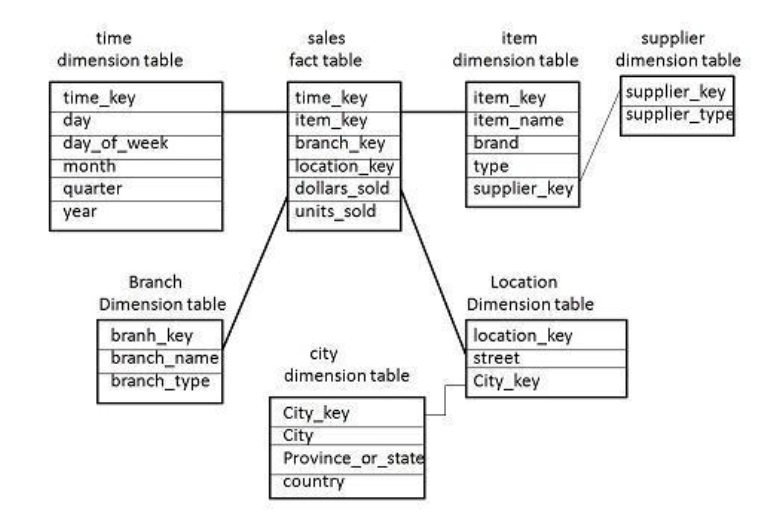 time
dimension table
time_key
day
day_of_week
month
quarter
year
sales
fact table
time_key
item_key
branch_key
location_key
dollars_sold
units_sold
item
dimension table
item_key
item_name
brand
type
supplier_key
supplier
dimension table
supplier_key
supplier_type
Branch
Dimension table
branh_key
branch_name
branch_type
city
dimension table
City_key
City
Province_or_state
country
Location
Dimension table
location_key
street
City_key